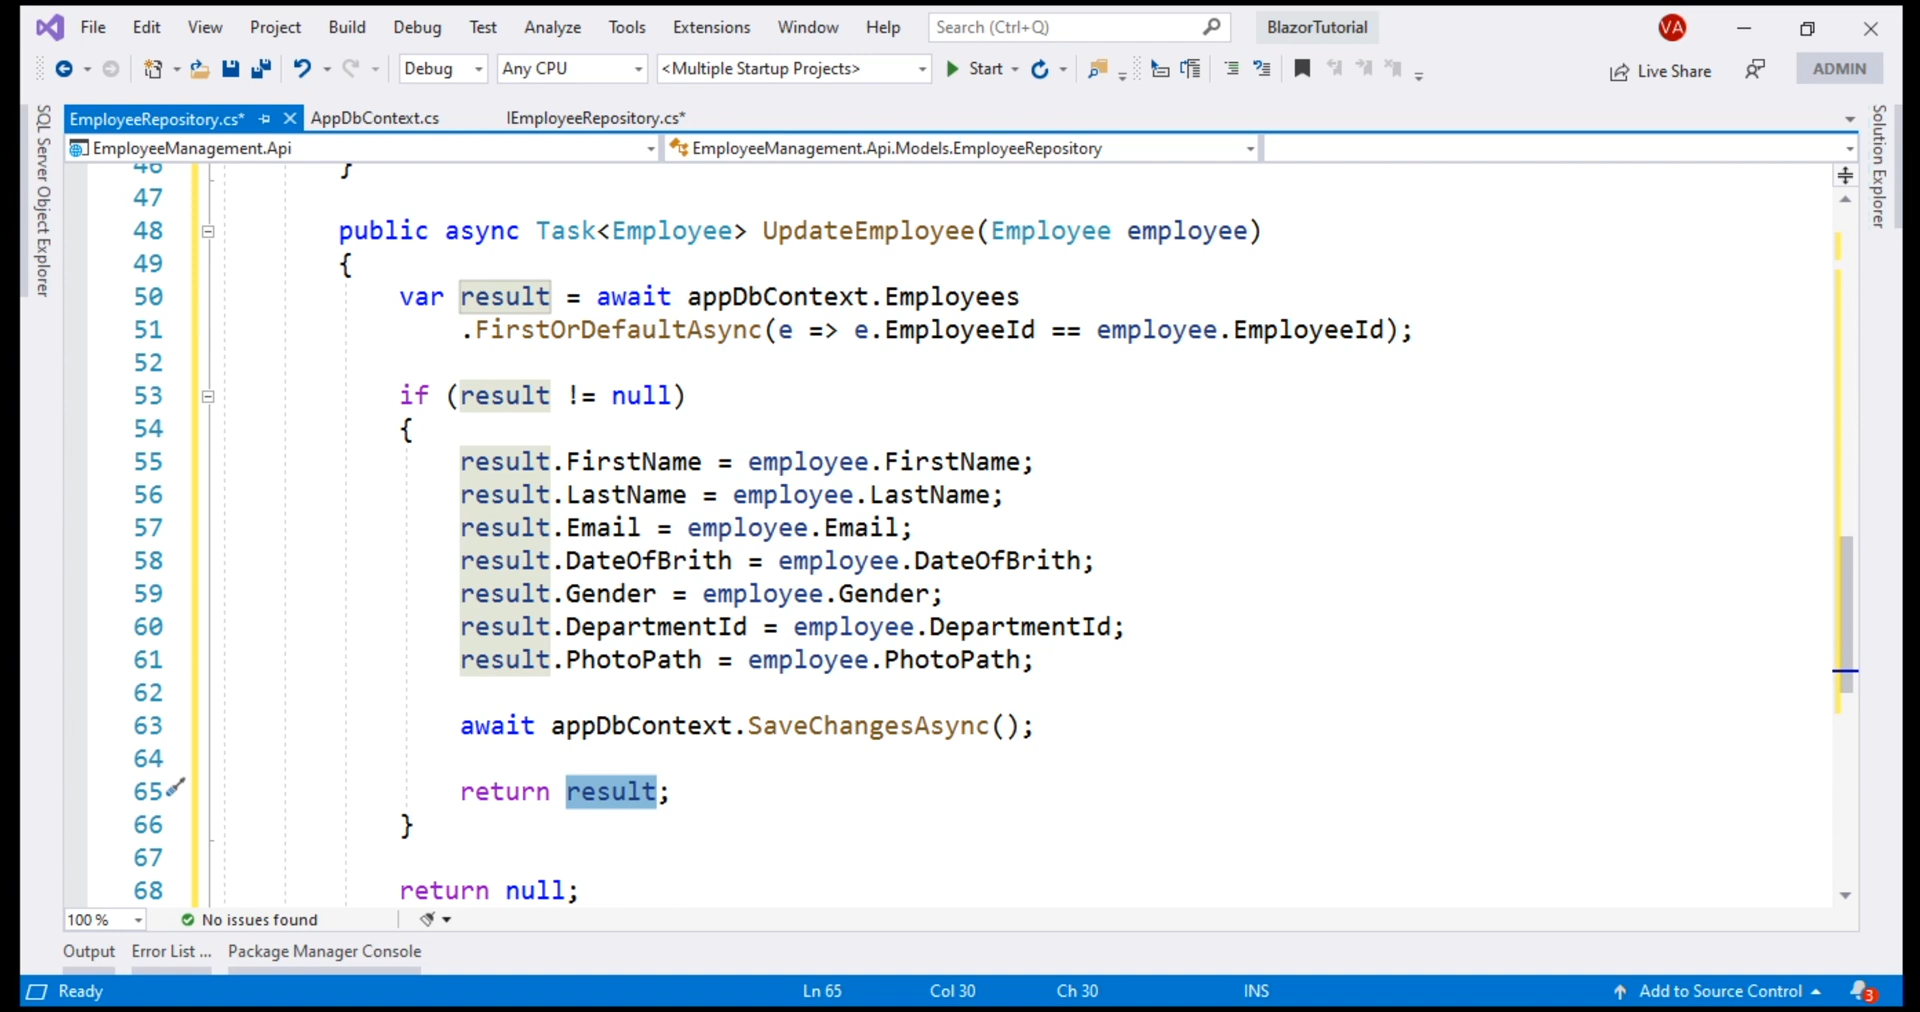 File Edit View Project Build Debug Test Analyze Tools Extensions Window Help Search (Ctrl+Q) BlazorTutorial VA
Debug Any CPU <Multiple Startup Projects> Start Live Share ADMIN
SQL Server Object Explorer
EmployeeRepository.cs* AppDbContext.cs IEmployeeRepository.cs*
Solution Explorer
EmployeeManagement.Api EmployeeManagement.Api.Models.EmployeeRepository
46 }
47
48 public async Task<Employee> UpdateEmployee(Employee employee)
49 {
50 var result = await appDbContext.Employees
51 .FirstOrDefaultAsync(e => e.EmployeeId == employee.EmployeeId);
52
53 if (result != null)
54 {
55 result.FirstName = employee.FirstName;
56 result.LastName = employee.LastName;
57 result.Email = employee.Email;
58 result.DateOfBrith = employee.DateOfBrith;
59 result.Gender = employee.Gender;
60 result.DepartmentId = employee.DepartmentId;
61 result.PhotoPath = employee.PhotoPath;
62
63 await appDbContext.SaveChangesAsync();
64
65 return result;
66 }
67
68 return null;
100 % No issues found
Output Error List ... Package Manager Console
Ready Ln 65 Col 30 Ch 30 INS Add to Source Control 3